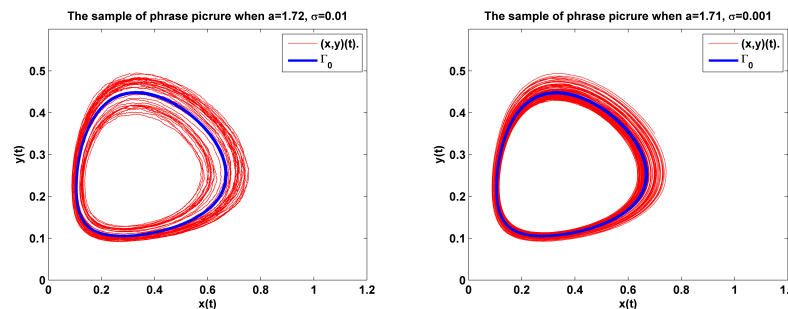 The sample of phrase picrure when a=1.72, σ=0.01
(x,y)(t).
Γ0
0.5
0.4
0.3
0.2
0.1
0
y(t)
0 0.2 0.4 0.6 0.8 1 1.2
x(t)
The sample of phrase picrure when a=1.71, σ=0.001
(x,y)(t).
Γ0
0.5
0.4
0.3
0.2
0.1
0
y(t)
0 0.2 0.4 0.6 0.8 1 1.2
x(t)